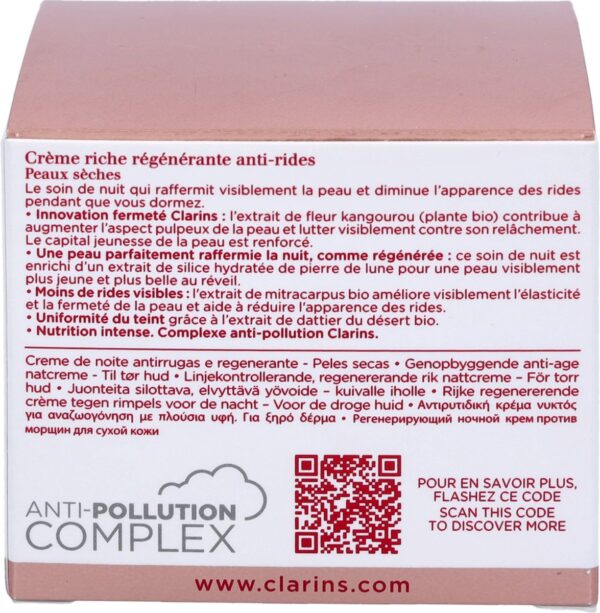 Crème riche régénérante anti-rides
Peaux sèches
Le soin de nuit qui raffermit visiblement la peau et diminue l'apparence des rides
pendant que vous dormez.
• Innovation fermeté Clarins : l'extrait de fleur kangourou (plante bio) contribue à
augmenter l'aspect pulpeux de la peau et lutter visiblement contre son relâchement.
Le capital jeunesse de la peau est renforcé.
• Une peau parfaitement raffermie la nuit, comme régénérée : ce soin de nuit est
enrichi d'un extrait de silice hydratée de pierre de lune pour une peau visiblement
plus jeune et plus belle au réveil.
• Moins de rides visibles : l'extrait de mitracarpus bio améliore visiblement l'élasticité
et la fermeté de la peau et aide à réduire l'apparence des rides.
• Uniformité du teint grâce à l'extrait de dattier du désert bio.
• Nutrition intense. Complexe anti-pollution Clarins.
Creme de noite antirrugas e regenerante - Peles secas • Genopbyggende anti-age
natcreme - Til tør hud • Linjekontrollerande, regenererande rik nattcreme – För torr
hud • Juonteita silottava, elvyttävä yövoide – kuivalle iholle • Rijke regenererende
crème tegen rimpels voor de nacht – Voor de droge huid • Αντιρυτιδική κρέμα νυκτός
για αναζωογόνηση με πλούσια υφή. Για ξηρό δέρμα • Регенерирующий ночной крем против
морщин для сухой кожи
ANTI-POLLUTION
COMPLEX
POUR EN SAVOIR PLUS,
FLASHEZ CE CODE
SCAN THIS CODE
TO DISCOVER MORE
www.clarins.com